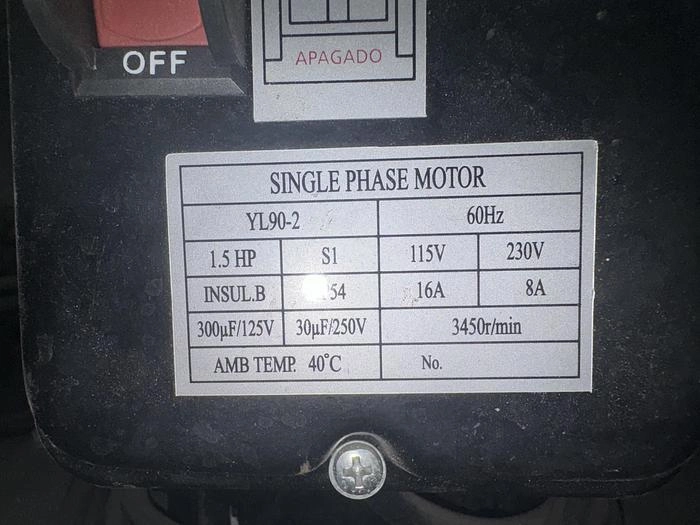 OFF
APAGADO
SINGLE PHASE MOTOR
YL90-2 60Hz
1.5 HP S1 115V 230V
INSUL.B 54 16A 8A
300μF/125V 30μF/250V 3450r/min
AMB TEMP. 40°C No.